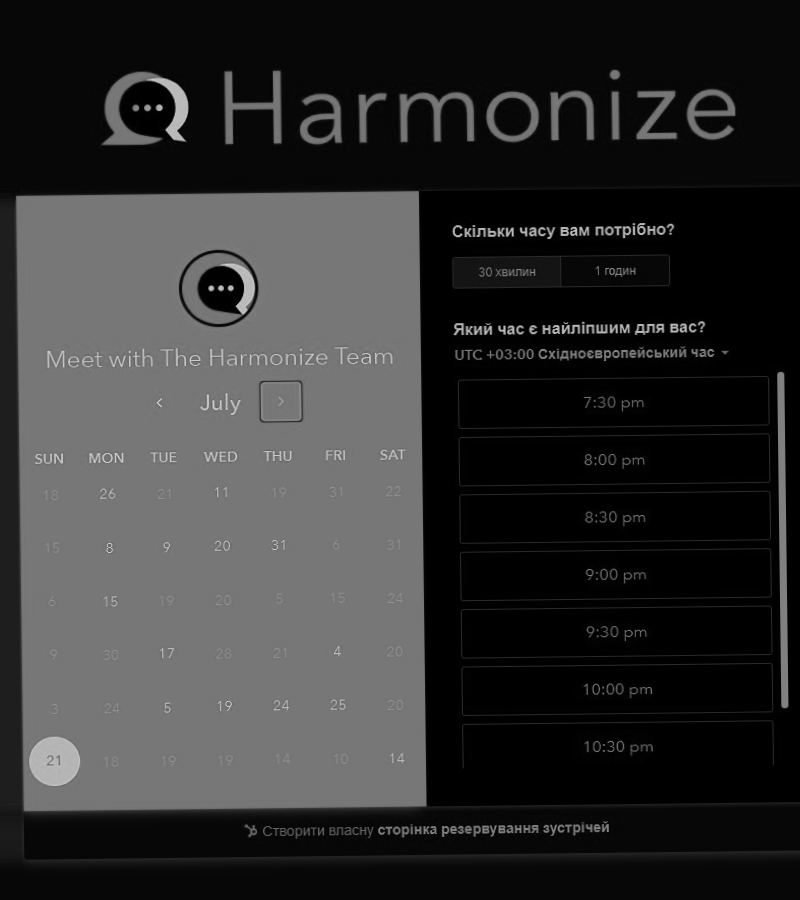 Harmonize
Meet with The Harmonize Team
July
SUN MON TUE WED THU FRI SAT
18 26 21 11 19 31 22
15 8 9 20 31 6 31
6 15 19 20 5 15 24
9 30 17 28 21 4 20
3 24 5 19 24 25 20
21 18 19 19 14 10 14
Скільки часу вам потрібно?
30 хвилин 1 годин
Який час є найліпшим для вас?
UTC +03:00 Східноєвропейський час
7:30 pm
8:00 pm
8:30 pm
9:00 pm
9:30 pm
10:00 pm
10:30 pm
Створити власну сторінка резервування зустрічей